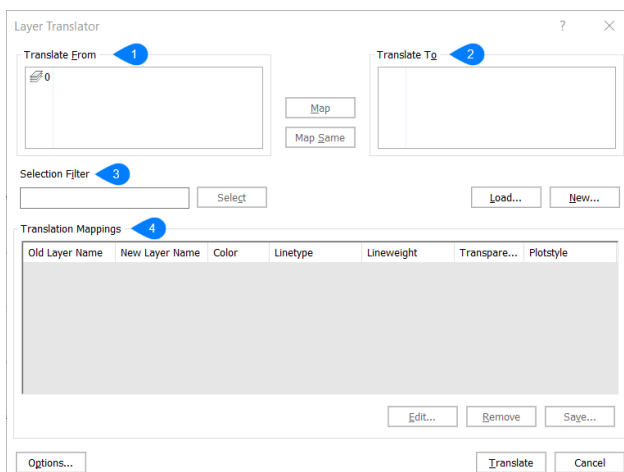 Layer Translator ?
Translate From 1
0
Translate To 2
Map
Map Same
Selection Filter 3
Select
Load... New...
Translation Mappings 4
Old Layer Name New Layer Name Color Linetype Lineweight Transpare... Plotstyle
Edit... Remove Save...
Options... Translate Cancel